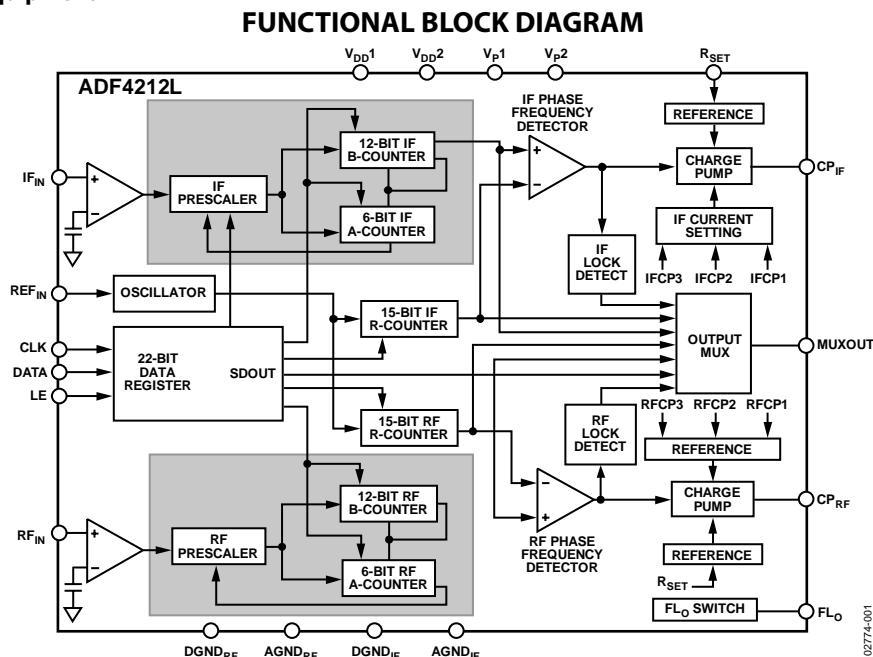 FUNCTIONAL BLOCK DIAGRAM
VDD1
VDD2
VP1
VP2
RSET
ADF4212L
IF PHASE
FREQUENCY
DETECTOR
REFERENCE
12-BIT IF
B-COUNTER
+
–
CHARGE
PUMP
CPIF
IFIN
+
–
IF
PRESCALER
6-BIT IF
A-COUNTER
IF CURRENT
SETTING
IF
LOCK
DETECT
IFCP3
IFCP2
IFCP1
REFIN
OSCILLATOR
15-BIT IF
R-COUNTER
OUTPUT
MUX
MUXOUT
CLK
DATA
LE
22-BIT
DATA
REGISTER
SDOUT
15-BIT RF
R-COUNTER
RF
LOCK
DETECT
RFCP3
RFCP2
RFCP1
REFERENCE
12-BIT RF
B-COUNTER
–
+
CHARGE
PUMP
CPRF
RFIN
+
–
RF
PRESCALER
6-BIT RF
A-COUNTER
RF PHASE
FREQUENCY
DETECTOR
REFERENCE
RSET
FLO SWITCH
FLO
DGNDRF
AGNDRF
DGNDIF
AGNDIF
02774-001